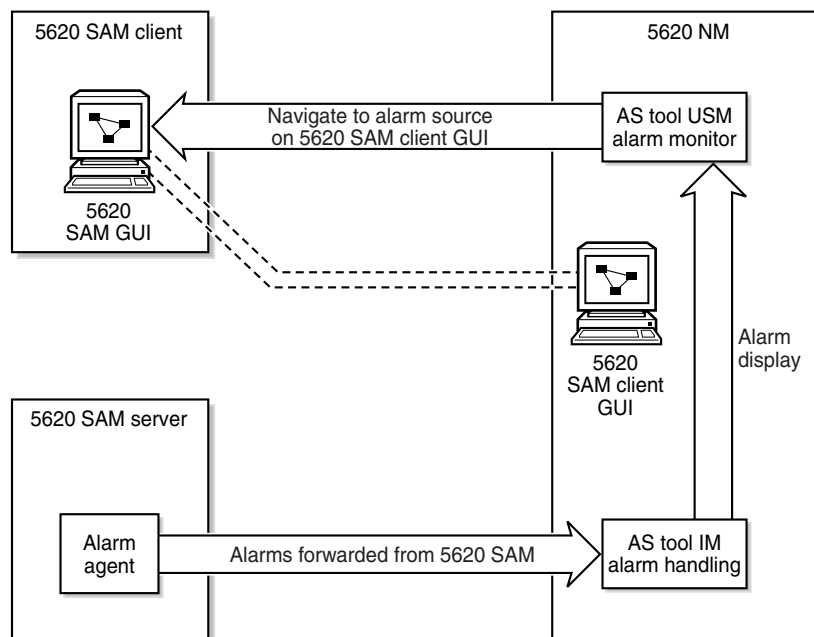 5620 SAM client
5620 NM
Navigate to alarm source
on 5620 SAM client GUI
AS tool USM
alarm monitor
5620
SAM GUI
Alarm
display
5620
SAM client
GUI
5620 SAM server
Alarm
agent
Alarms forwarded from 5620 SAM
AS tool IM
alarm handling